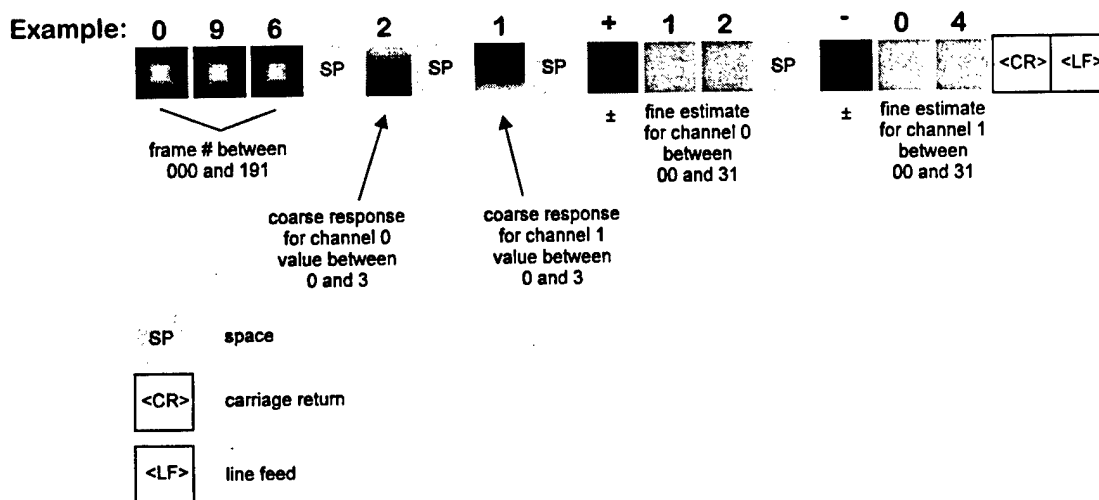 Example: 0 9 6 2 1 + 1 2 - 0 4
SP SP SP SP <CR> <LF>
± ±
frame # between
000 and 191
coarse response
for channel 0
value between
0 and 3
coarse response
for channel 1
value between
0 and 3
fine estimate
for channel 0
between
00 and 31
fine estimate
for channel 1
between
00 and 31
SP space
<CR> carriage return
<LF> line feed